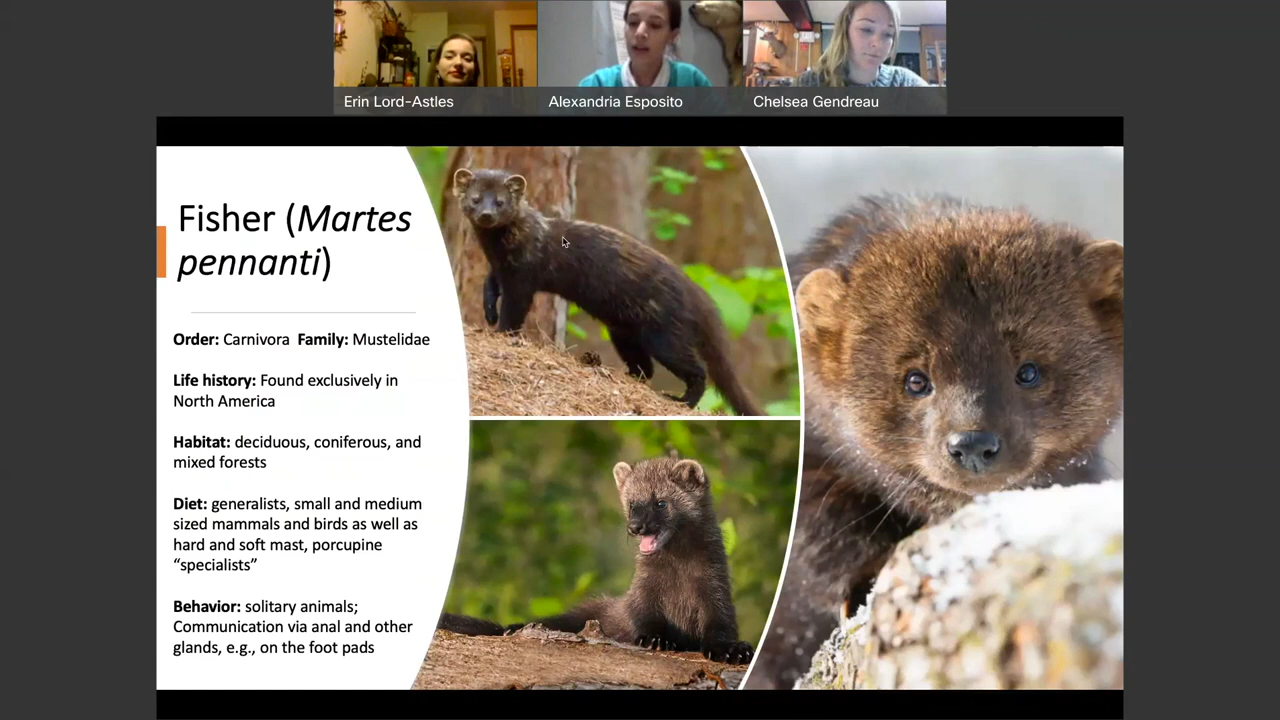 Erin Lord-Astles
Alexandria Esposito
Chelsea Gendreau
Fisher (Martes
pennanti)
Order: Carnivora  Family: Mustelidae
Life history: Found exclusively in
North America
Habitat: deciduous, coniferous, and
mixed forests
Diet: generalists, small and medium
sized mammals and birds as well as
hard and soft mast, porcupine
“specialists”
Behavior: solitary animals;
Communication via anal and other
glands, e.g., on the foot pads